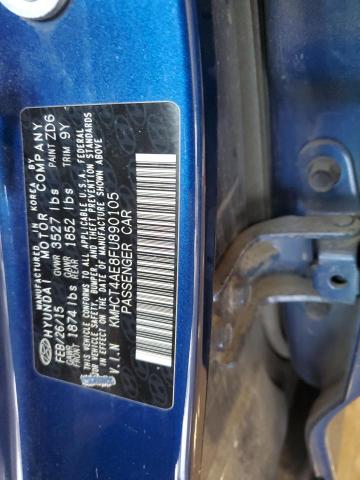 MANUFACTURED IN KOREA BY
HYUNDAI MOTOR COMPANY
FEB/26/15 GVWR 3527 lbs PAINT ZD6
GAWR FRONT 1874 lbs GAWR REAR 1852 lbs TRIM 9Y
THIS VEHICLE CONFORMS TO ALL APPLICABLE U.S.A. FEDERAL
MOTOR VEHICLE SAFETY BUMPER AND THEFT PREVENTION STANDARDS
IN EFFECT ON THE DATE OF MANUFACTURE SHOWN ABOVE
V.I.N KMHCT4AE8FU890105
PASSENGER CAR